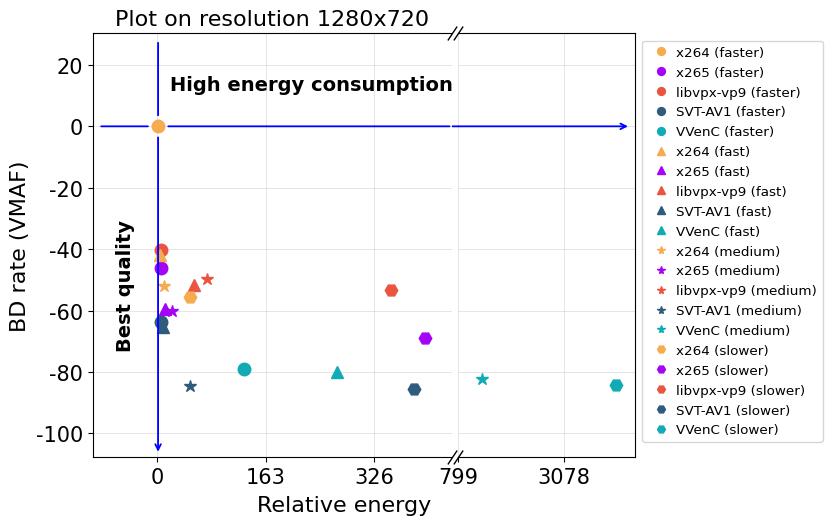 Plot on resolution 1280x720
High energy consumption
Best quality
BD rate (VMAF)
20
0
-20
-40
-60
-80
-100
0
163
326
799
3078
Relative energy
x264 (faster)
x265 (faster)
libvpx-vp9 (faster)
SVT-AV1 (faster)
VVenC (faster)
x264 (fast)
x265 (fast)
libvpx-vp9 (fast)
SVT-AV1 (fast)
VVenC (fast)
x264 (medium)
x265 (medium)
libvpx-vp9 (medium)
SVT-AV1 (medium)
VVenC (medium)
x264 (slower)
x265 (slower)
libvpx-vp9 (slower)
SVT-AV1 (slower)
VVenC (slower)